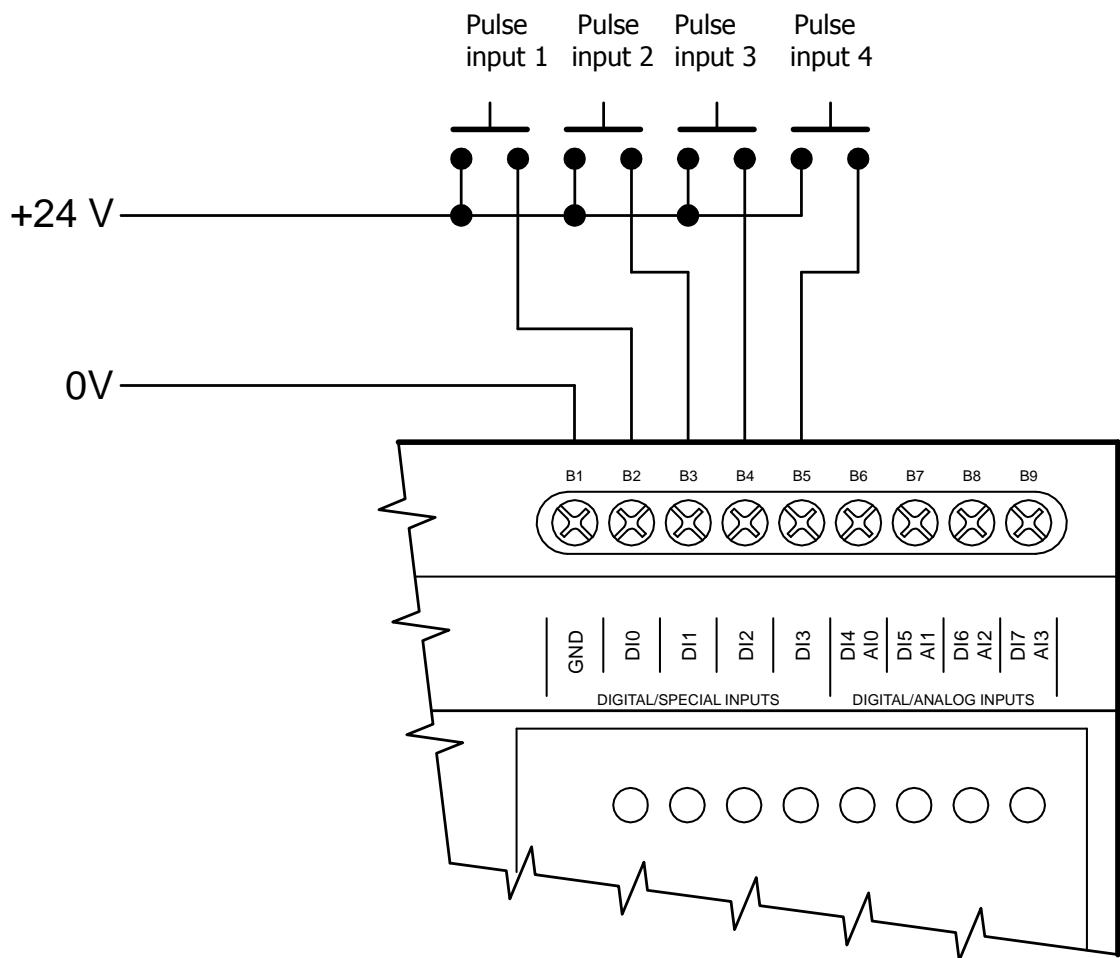 Pulse
input 1
Pulse
input 2
Pulse
input 3
Pulse
input 4
+24 V
0V
B1 B2 B3 B4 B5 B6 B7 B8 B9
GND
DI0
DI1
DI2
DI3
DI4
AI0
DI5
AI1
DI6
AI2
DI7
AI3
DIGITAL/SPECIAL INPUTS
DIGITAL/ANALOG INPUTS